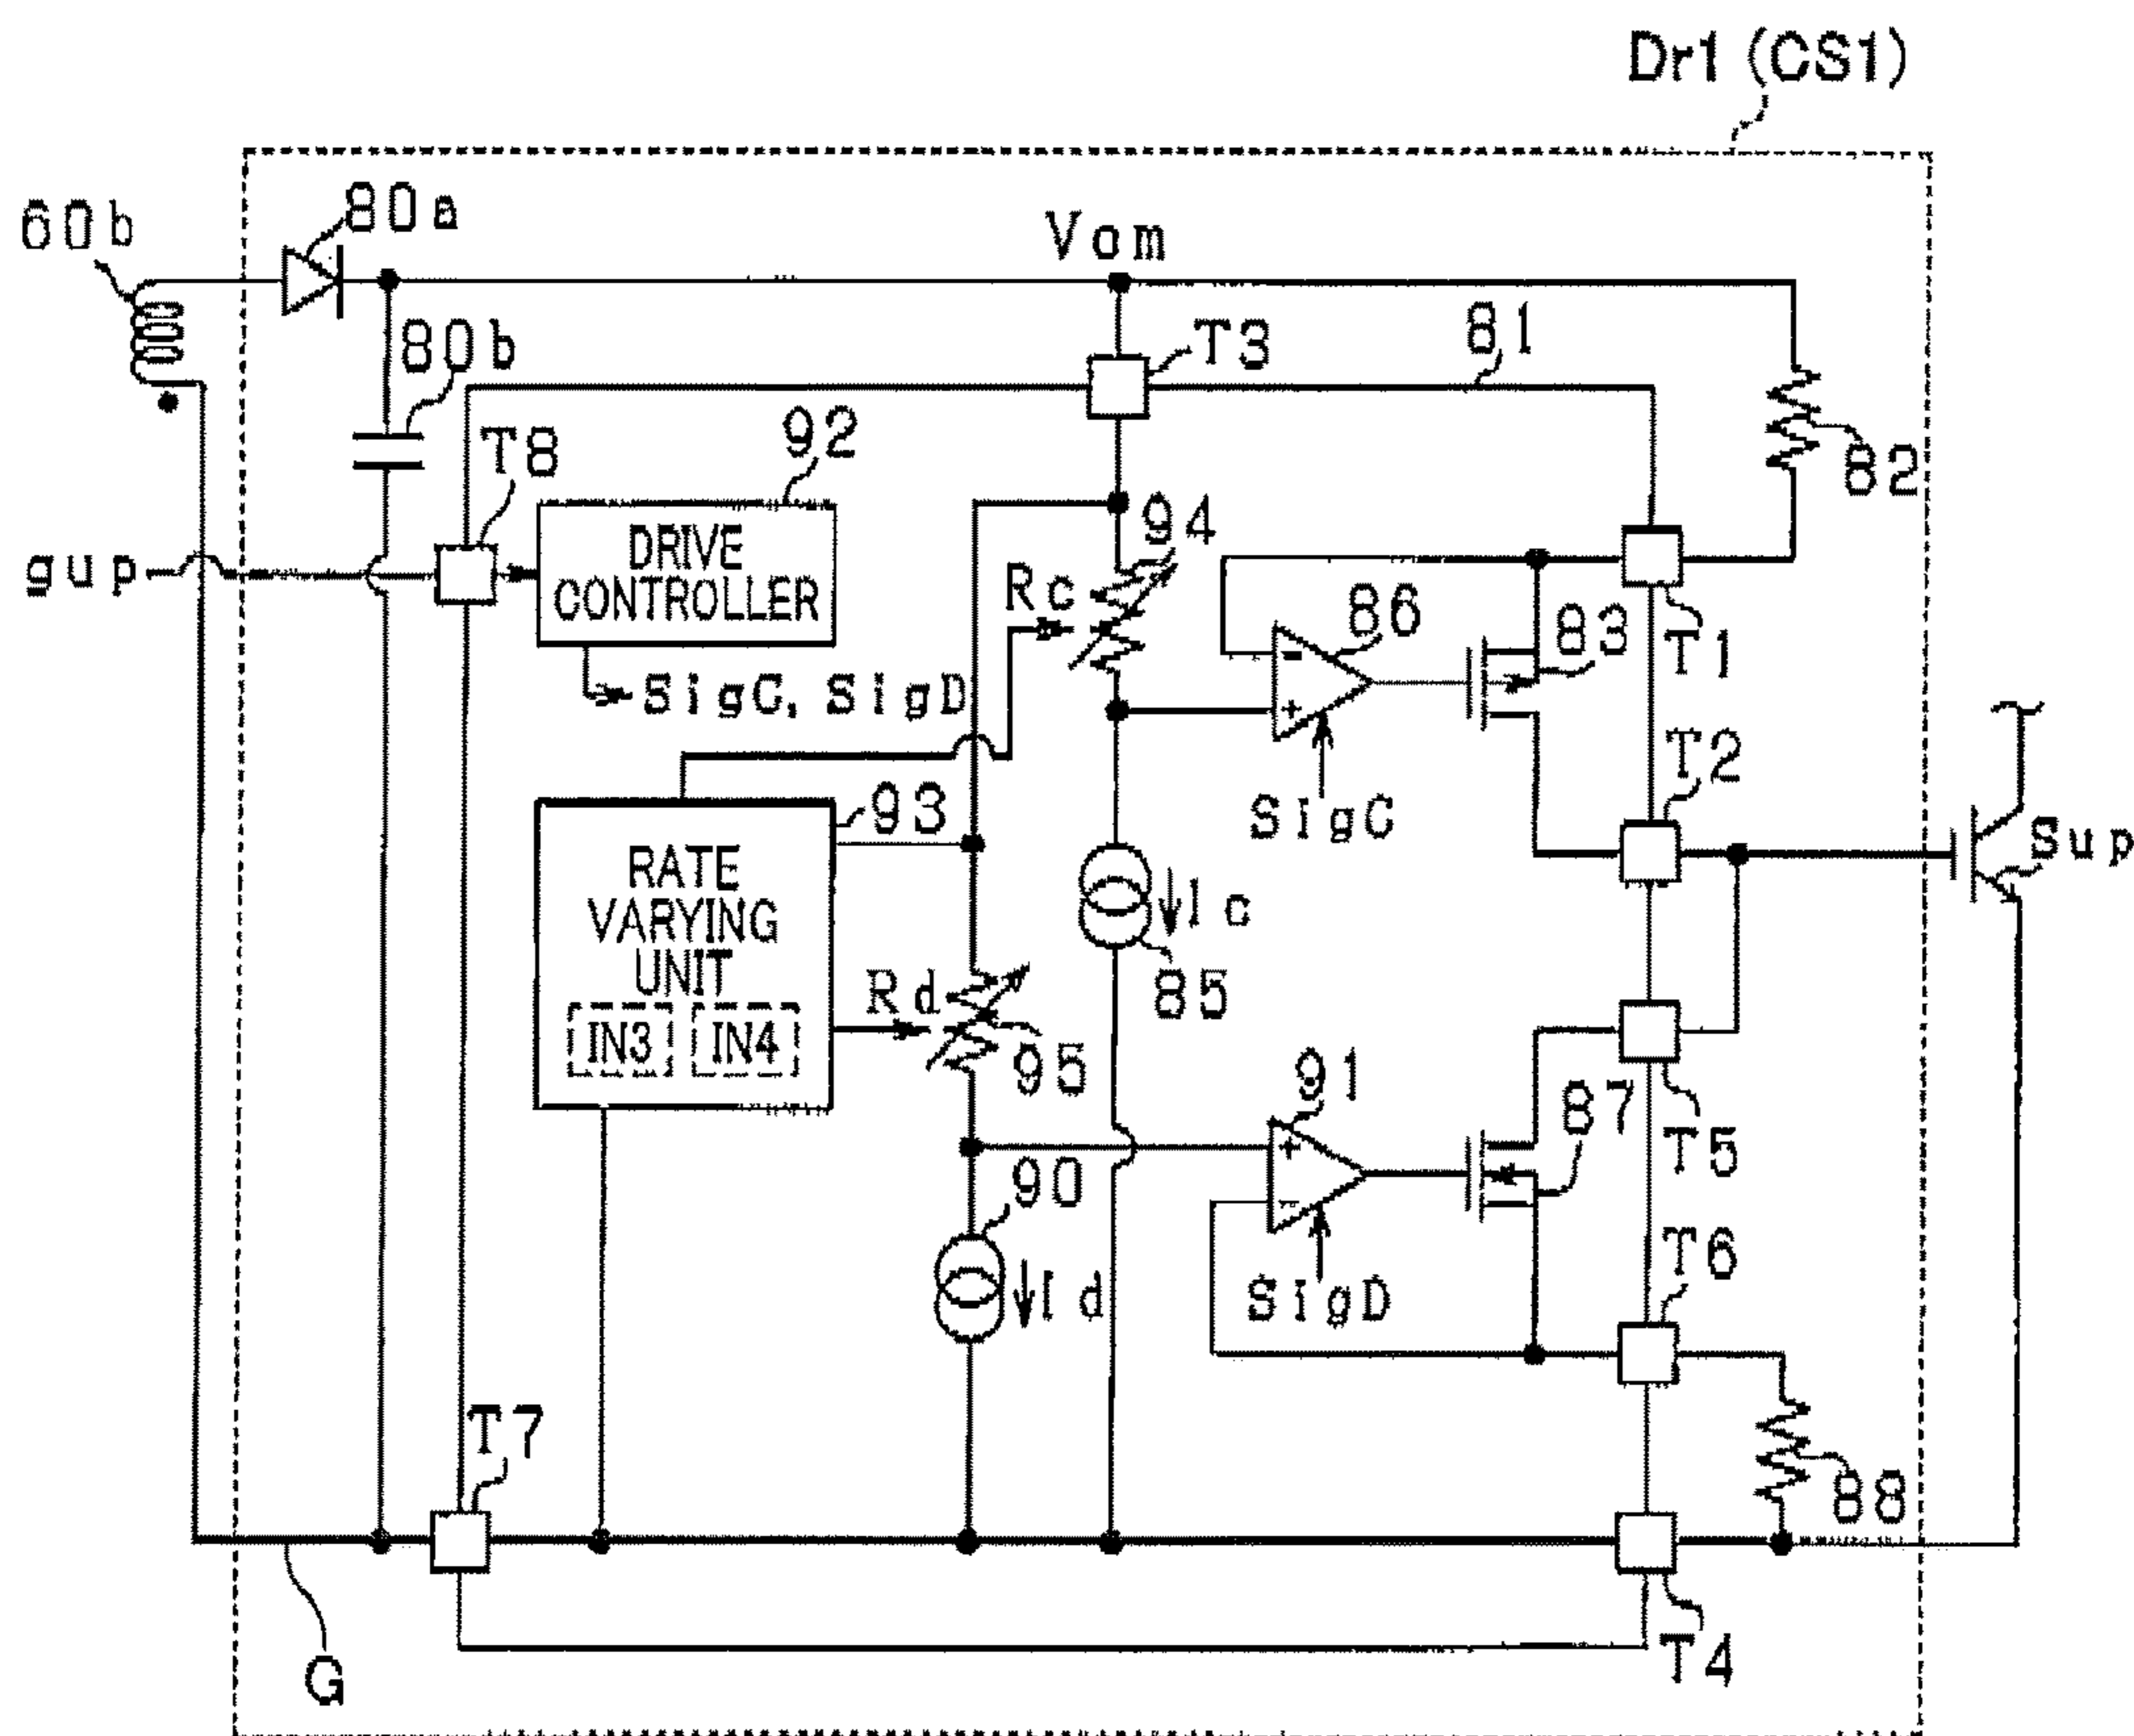 Dr1 (CS1)
60b
80a
Vom
80b
T3
81
82
T8
92
94
gup
DRIVE
CONTROLLER
Rc
86
83
T1
SigC, SigD
T2
93
SigC
Sup
RATE
VARYING
UNIT
IN3
IN4
Ic
85
Rd
95
91
87
T5
90
T6
Id
SigD
T7
88
G
T4